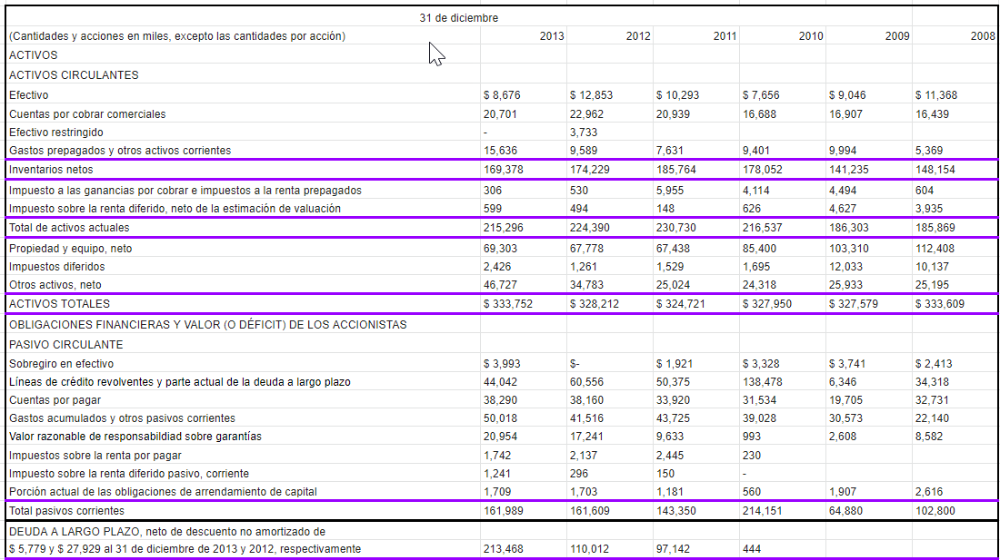 31 de diciembre
(Cantidades y acciones en miles, excepto las cantidades por acción) 2013 2012 2011 2010 2009 2008
ACTIVOS
ACTIVOS CIRCULANTES
Efectivo $ 8,676 $ 12,853 $ 10,293 $ 7,656 $ 9,046 $ 11,368
Cuentas por cobrar comerciales 20,701 22,962 20,939 16,688 16,907 16,439
Efectivo restringido - 3,733
Gastos prepagados y otros activos corrientes 15,636 9,589 7,631 9,401 9,994 5,369
Inventarios netos 169,378 174,229 185,764 178,052 141,235 148,154
Impuesto a las ganancias por cobrar e impuestos a la renta prepagados 306 530 5,955 4,114 4,494 604
Impuesto sobre la renta diferido, neto de la estimación de valuación 599 494 148 626 4,627 3,935
Total de activos actuales 215,296 224,390 230,730 216,537 186,303 185,869
Propiedad y equipo, neto 69,303 67,778 67,438 85,400 103,310 112,408
Impuestos diferidos 2,426 1,261 1,529 1,695 12,033 10,137
Otros activos, neto 46,727 34,783 25,024 24,318 25,933 25,195
ACTIVOS TOTALES $ 333,752 $ 328,212 $ 324,721 $ 327,950 $ 327,579 $ 333,609
OBLIGACIONES FINANCIERAS Y VALOR (O DÉFICIT) DE LOS ACCIONISTAS
PASIVO CIRCULANTE
Sobregiro en efectivo $ 3,993 $- $ 1,921 $ 3,328 $ 3,741 $ 2,413
Líneas de crédito revolventes y parte actual de la deuda a largo plazo 44,042 60,556 50,375 138,478 6,346 34,318
Cuentas por pagar 38,290 38,160 33,920 31,534 19,705 32,731
Gastos acumulados y otros pasivos corrientes 50,018 41,516 43,725 39,028 30,573 22,140
Valor razonable de responsabildiad sobre garantías 20,954 17,241 9,633 993 2,608 8,582
Impuestos sobre la renta por pagar 1,742 2,137 2,445 230
Impuesto sobre la renta diferido pasivo, corriente 1,241 296 150 -
Porción actual de las obligaciones de arrendamiento de capital 1,709 1,703 1,181 560 1,907 2,616
Total pasivos corrientes 161,989 161,609 143,350 214,151 64,880 102,800
DEUDA A LARGO PLAZO, neto de descuento no amortizado de
$ 5,779 y $ 27,929 al 31 de diciembre de 2013 y 2012, respectivamente 213,468 110,012 97,142 444